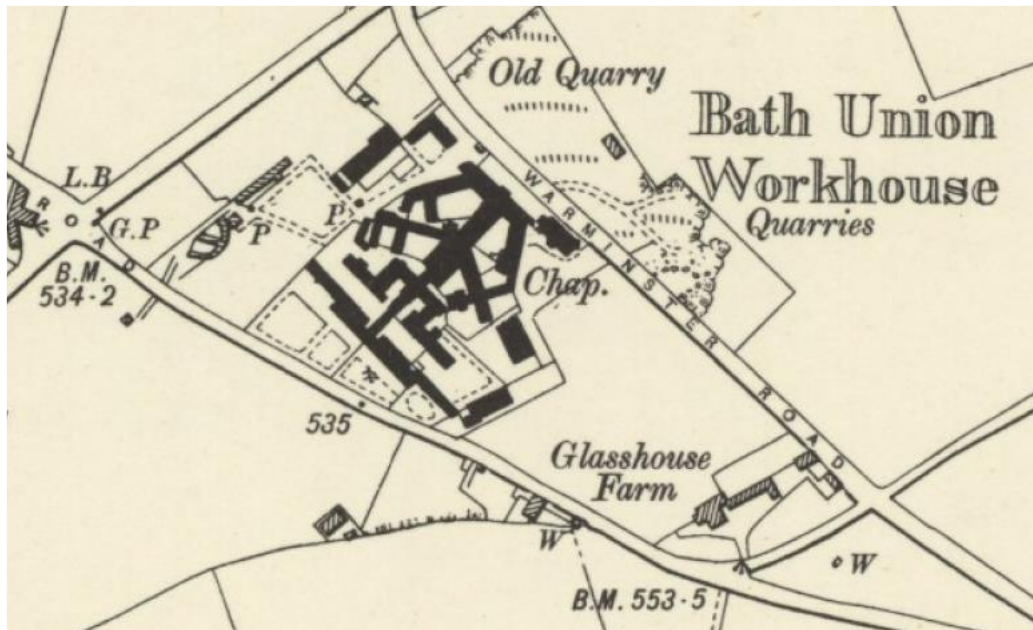 Old Quarry
Bath Union
Workhouse
Quarries
L.B
R
G.P
A
D
P
P
B.M.
534·2
WARMINSTER ROAD
Chap.
535
Glasshouse
Farm
W
W
B.M. 553·5